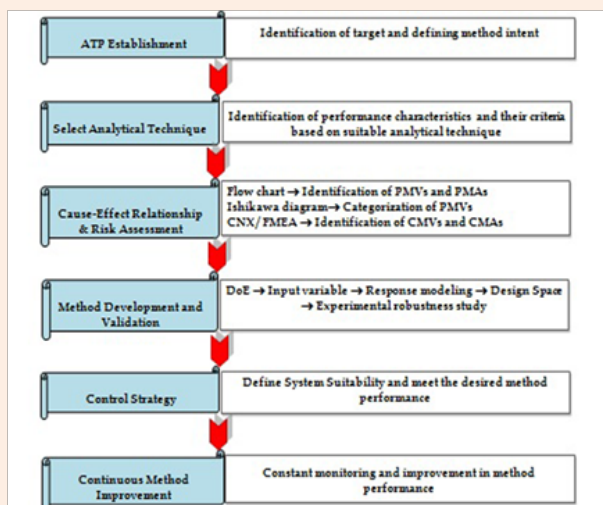 ATP Establishment
Identification of target and defining method intent
Select Analytical Technique
Identification of performance characteristics and their criteria
based on suitable analytical technique
Cause-Effect Relationship
& Risk Assessment
Flow chart → Identification of PMVs and PMAs
Ishikawa diagram→ Categorization of PMVs
CNX/FMEA → Identification of CMVs and CMAs
Method Development and
Validation
DoE → Input variable → Response modeling → Design Space
→ Experimental robustness study
Control Strategy
Define System Suitability and meet the desired method
performance
Continuous Method
Improvement
Constant monitoring and improvement in method
performance